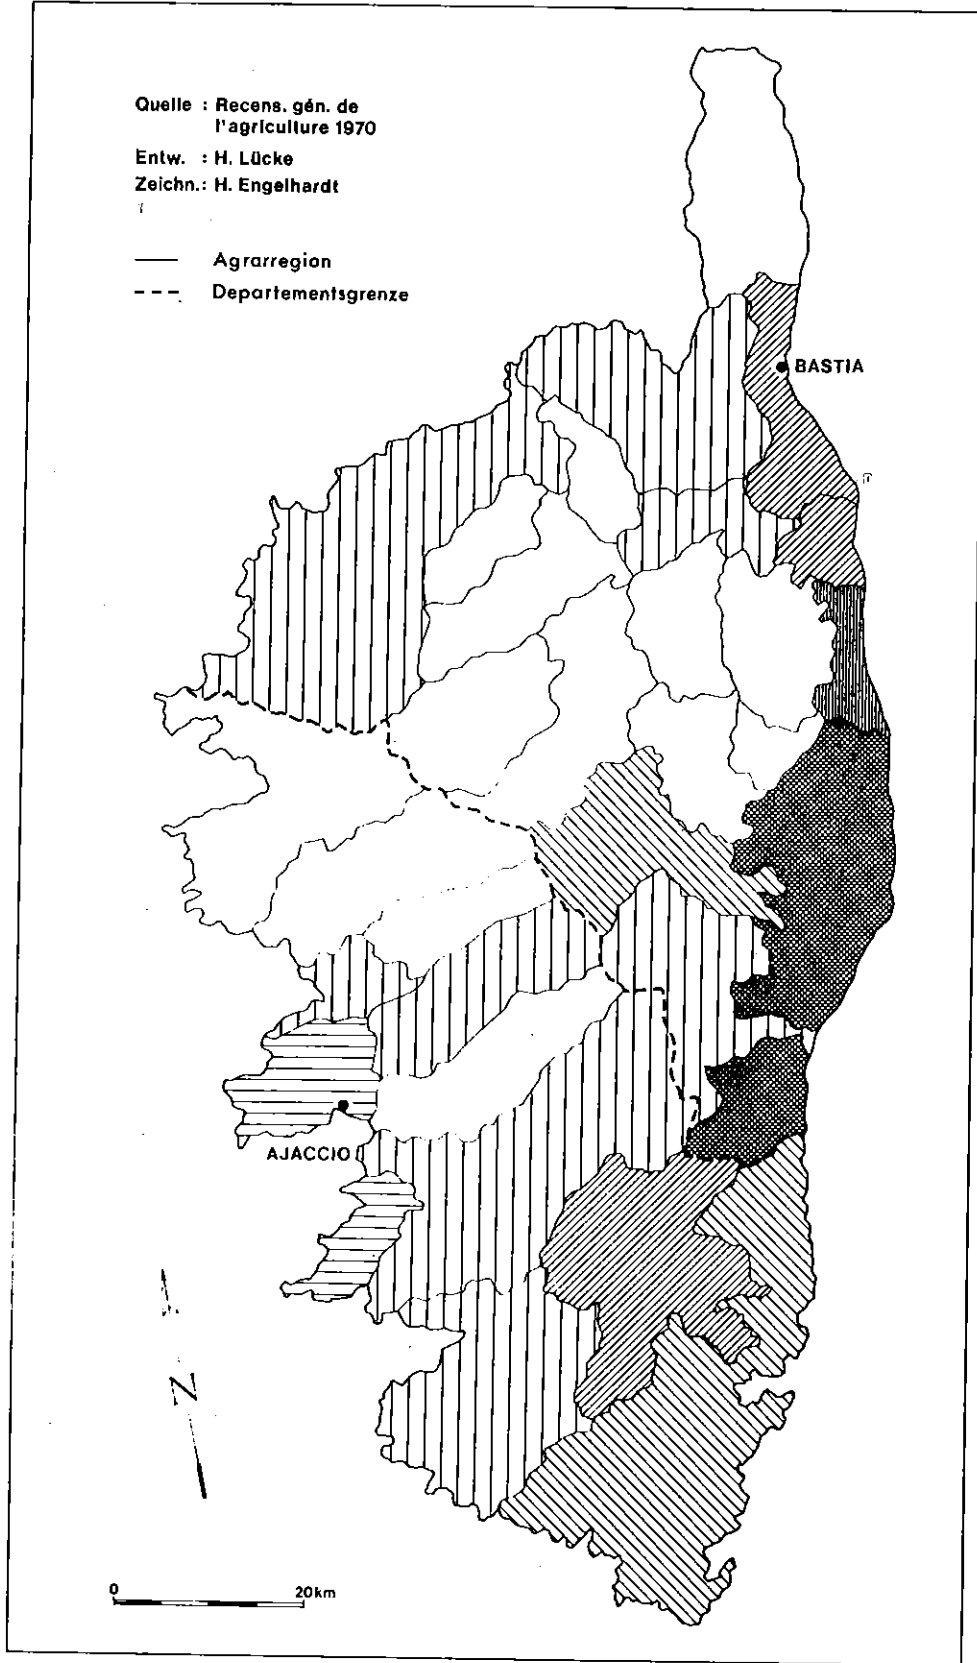 Quelle : Recens. gén. de
l'agriculture 1970
Entw. : H. Lücke
Zeichn.: H. Engelhardt
Agrarregion
Departementsgrenze
BASTIA
AJACCIO
N
0 20km